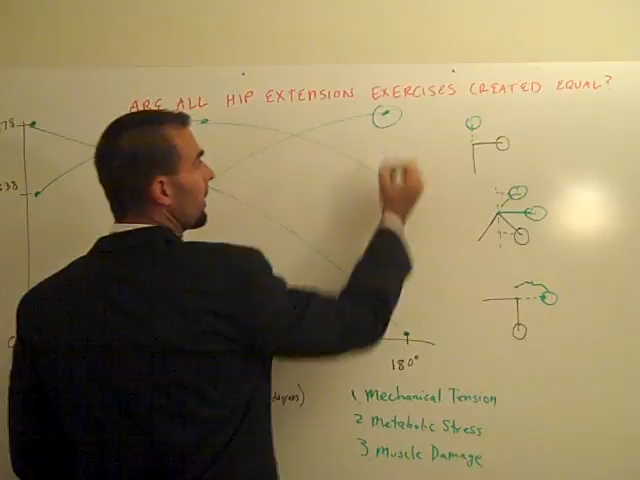 ARE ALL HIP EXTENSION EXERCISES CREATED EQUAL?
78
38
180°
1. Mechanical Tension
2 Metabolic Stress
3 Muscle Damage